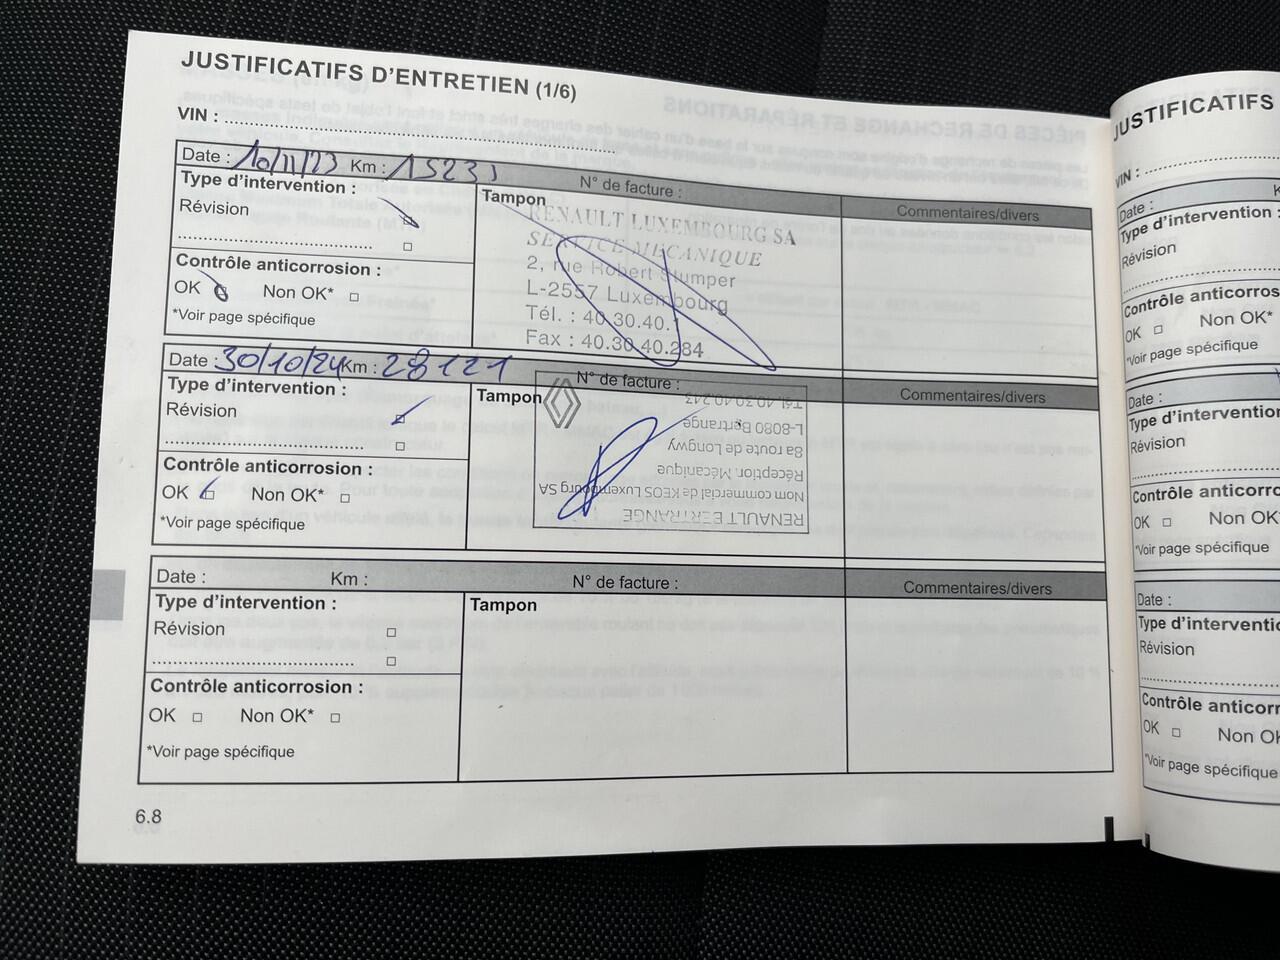 JUSTIFICATIFS D'ENTRETIEN (1/6)
VIN :
Date : 10/11/23 Km : 15231 N° de facture :
Type d'intervention :
Tampon
Commentaires/divers
Révision
Contrôle anticorrosion :
OK Non OK*
*Voir page spécifique
RENAULT LUXEMBOURG SA
SERVICE MECANIQUE
2, rue Robert Stumper
L-2557 Luxembourg
Tél. : 40.30.40.1
Fax : 40.30.40.284
Date : 30/10/24 Km : 28121 N° de facture :
Type d'intervention :
Tampon
Commentaires/divers
Révision
Contrôle anticorrosion :
OK Non OK*
*Voir page spécifique
RENAULT BERTRANGE
Nom commercial de KEOS Luxembourg SA
Réception Mécanique
8a route de Longwy
L-8080 Bertrange
Tél. 40.30.40.243
Date : Km : N° de facture :
Commentaires/divers
Type d'intervention :
Tampon
Révision
Contrôle anticorrosion :
OK Non OK*
*Voir page spécifique
6.8
JUSTIFICATIFS
VIN :
Date : K
Type d'intervention :
Révision
Contrôle anticorros
OK Non OK*
*Voir page spécifique
Date :
Type d'intervention
Révision
Contrôle anticorro
OK Non OK*
*Voir page spécifique
Date :
Type d'interventi
Révision
Contrôle anticorr
OK Non OK
*Voir page spécifique